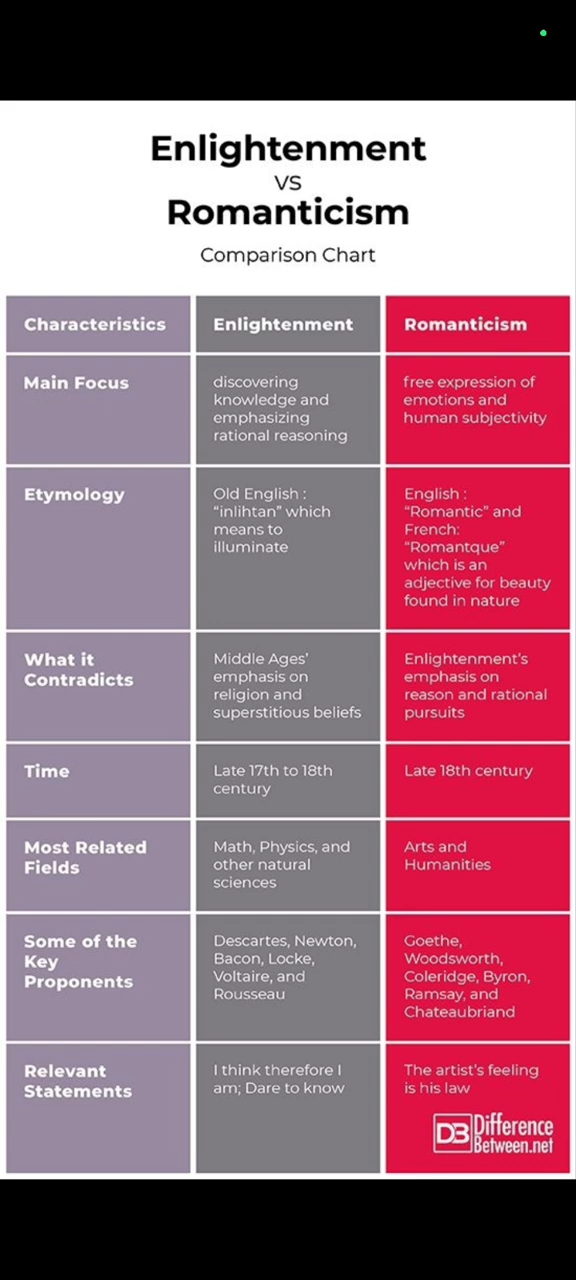 Enlightenment
VS
Romanticism
Comparison Chart
Characteristics
Enlightenment
Romanticism
Main Focus
discovering
knowledge and
emphasizing
rational reasoning
free expression of
emotions and
human subjectivity
Etymology
Old English :
“inlihtan” which
means to
illuminate
English :
“Romantic” and
French:
“Romantque”
which is an
adjective for beauty
found in nature
What it
Contradicts
Middle Ages’
emphasis on
religion and
superstitious beliefs
Enlightenment’s
emphasis on
reason and rational
pursuits
Time
Late 17th to 18th
century
Late 18th century
Most Related
Fields
Math, Physics, and
other natural
sciences
Arts and
Humanities
Some of the
Key
Proponents
Descartes, Newton,
Bacon, Locke,
Voltaire, and
Rousseau
Goethe,
Woodsworth,
Coleridge, Byron,
Ramsay, and
Chateaubriand
Relevant
Statements
I think therefore I
am; Dare to know
The artist’s feeling
is his law
DB Difference
Between.net